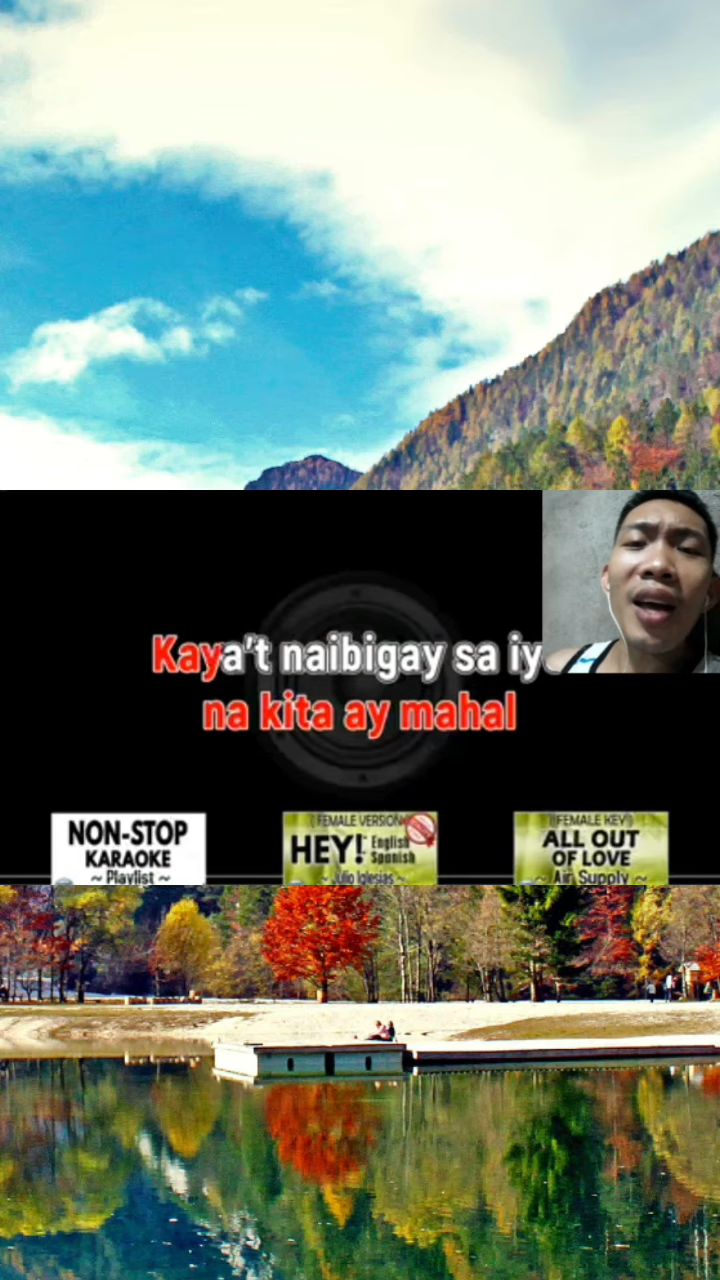 Kaya't naibigay sa iy
na kita ay mahal
NON-STOP
KARAOKE
~ Playlist ~
( FEMALE VERSION
HEY! English
Spanish
~ Julio Iglesias ~
(FEMALE KEY)
ALL OUT
OF LOVE
~ Air Supply ~